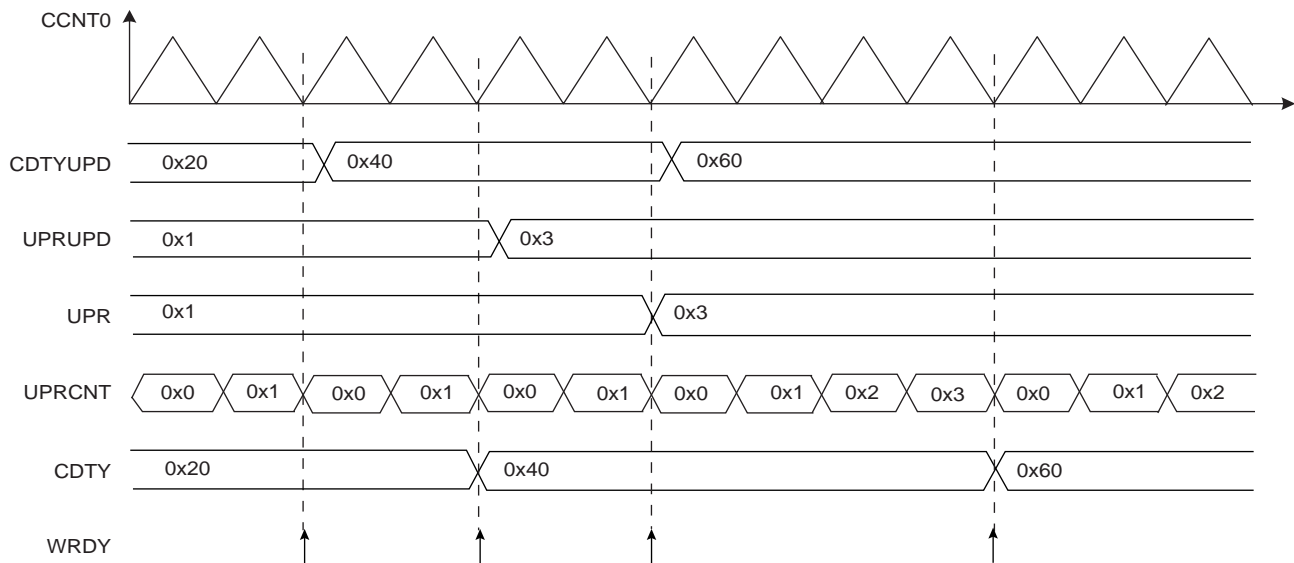 CCNT0
CDTYUPD 0x20 0x40 0x60
UPRUPD 0x1 0x3
UPR 0x1 0x3
UPRCNT 0x0 0x1 0x0 0x1 0x0 0x1 0x0 0x1 0x2 0x3 0x0 0x1 0x2
CDTY 0x20 0x40 0x60
WRDY